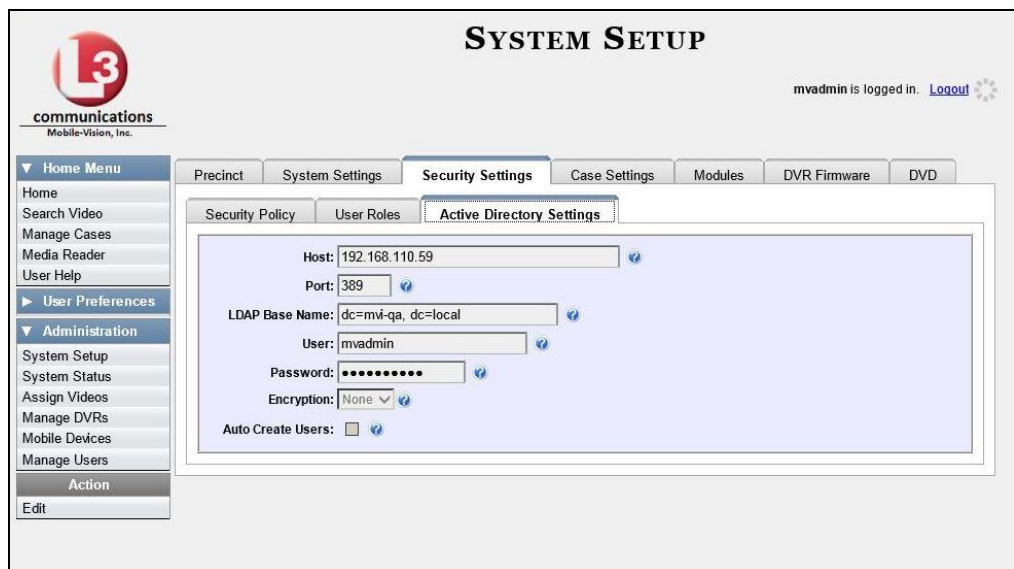 SYSTEM SETUP
L3
communications
Mobile-Vision, Inc.
mvadmin is logged in. Logout
▼ Home Menu
Home
Search Video
Manage Cases
Media Reader
User Help
▶ User Preferences
▼ Administration
System Setup
System Status
Assign Videos
Manage DVRs
Mobile Devices
Manage Users
Action
Edit
Precinct System Settings Security Settings Case Settings Modules DVR Firmware DVD
Security Policy User Roles Active Directory Settings
Host: 192.168.110.59 ?
Port: 389 ?
LDAP Base Name: dc=mvi-qa, dc=local ?
User: mvadmin ?
Password: ●●●●●●●●●● ?
Encryption: None ?
Auto Create Users: ?